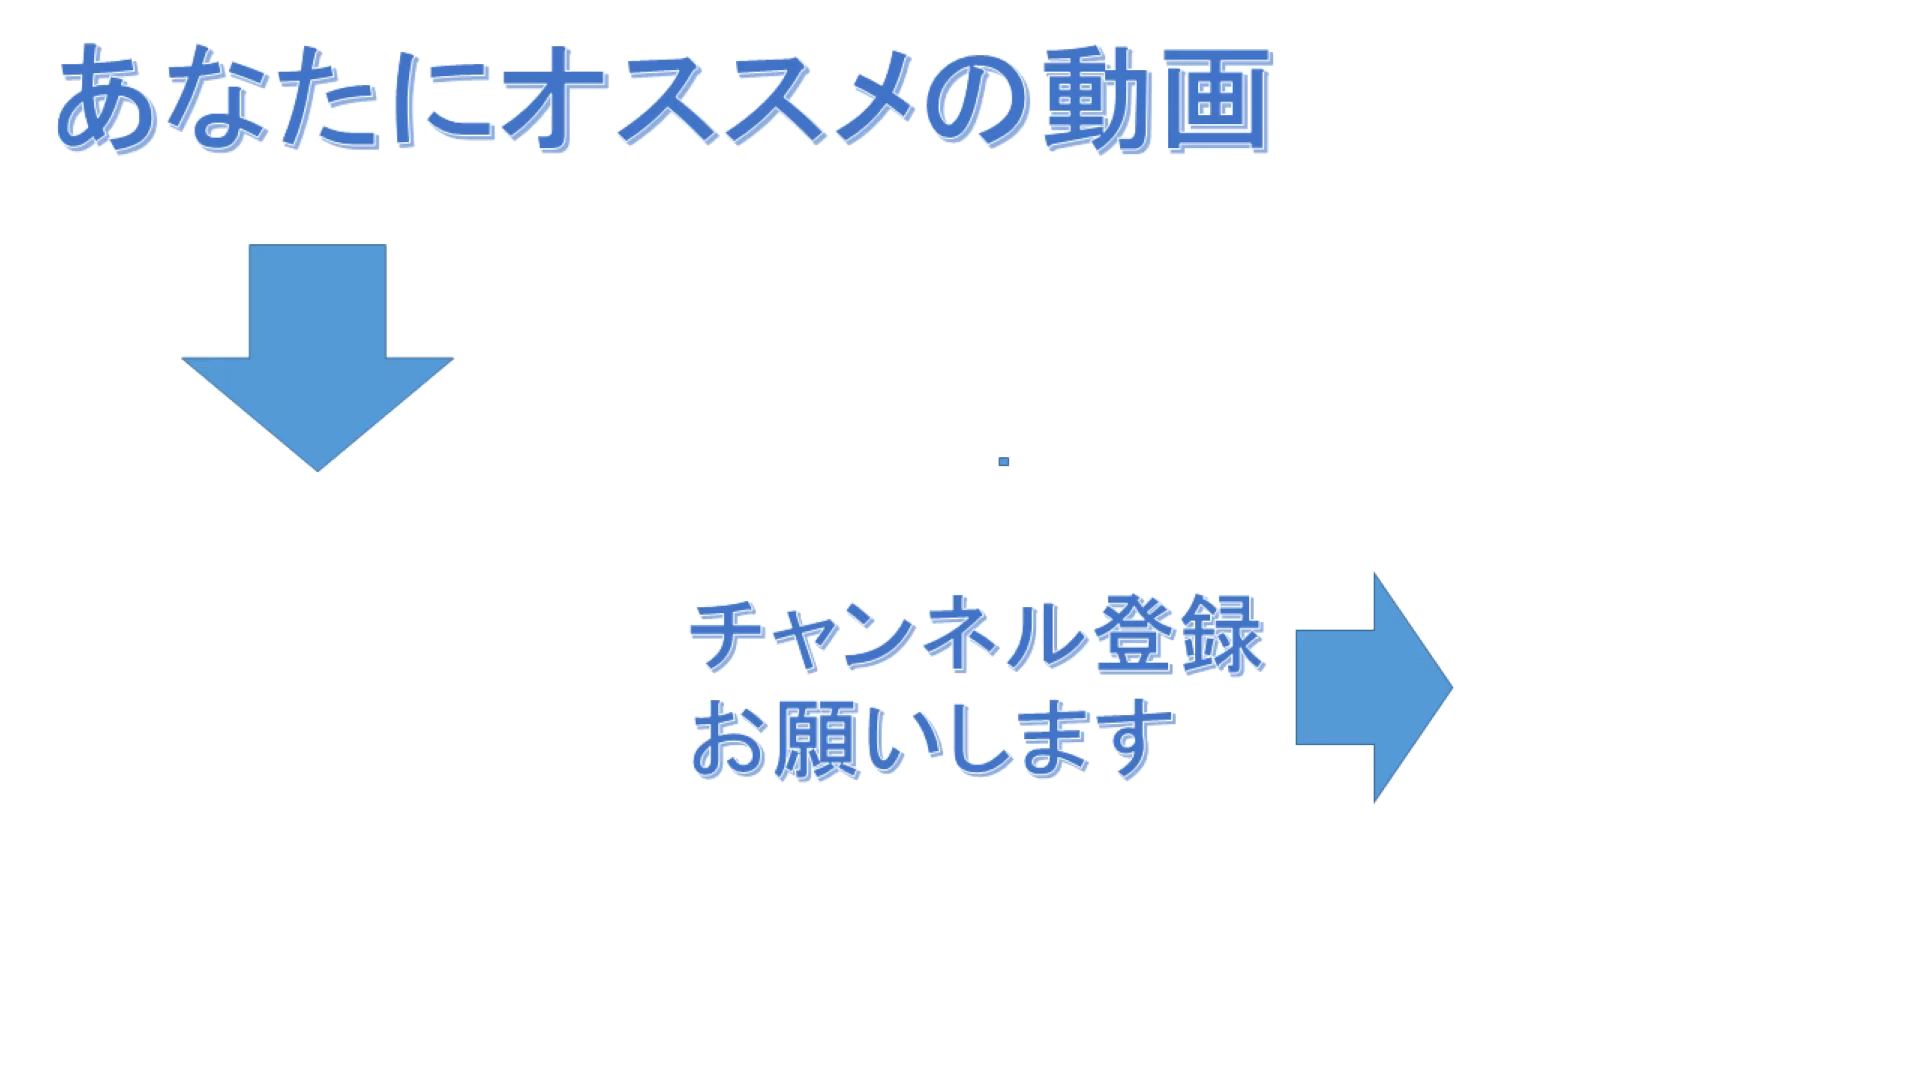 あなたにオススメの動画
チャンネル登録
お願いします